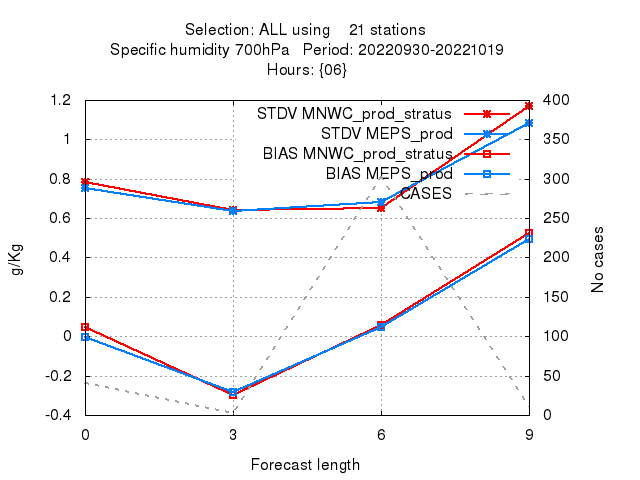 Selection: ALL using 21 stations
Specific humidity 700hPa Period: 20220930-20221019
Hours: {06}
STDV MNWC_prod_stratus
STDV MEPS_prod
BIAS MNWC_prod_stratus
BIAS MEPS_prod
CASES
1.2
1
0.8
0.6
0.4
0.2
0
-0.2
-0.4
g/Kg
400
350
300
250
200
150
100
50
0
No cases
0 3 6 9
Forecast length